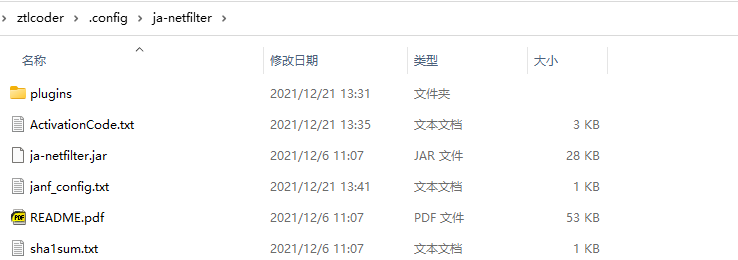 ztlcoder > .config > ja-netfilter >
名称 修改日期 类型 大小
plugins 2021/12/21 13:31 文件夹
ActivationCode.txt 2021/12/21 13:35 文本文档 3 KB
ja-netfilter.jar 2021/12/6 11:07 JAR 文件 28 KB
janf_config.txt 2021/12/21 13:41 文本文档 1 KB
README.pdf 2021/12/6 11:07 PDF 文件 53 KB
sha1sum.txt 2021/12/6 11:07 文本文档 1 KB